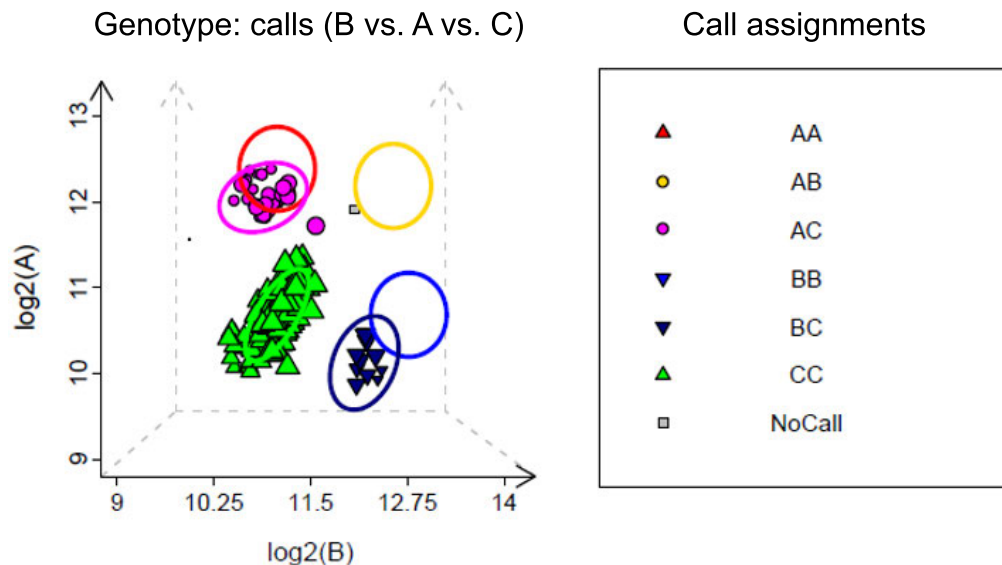 Genotype: calls (B vs. A vs. C)
Call assignments
13
12
11
10
9
log2(A)
9
10.25
11.5
12.75
14
log2(B)
AA
AB
AC
BB
BC
CC
NoCall